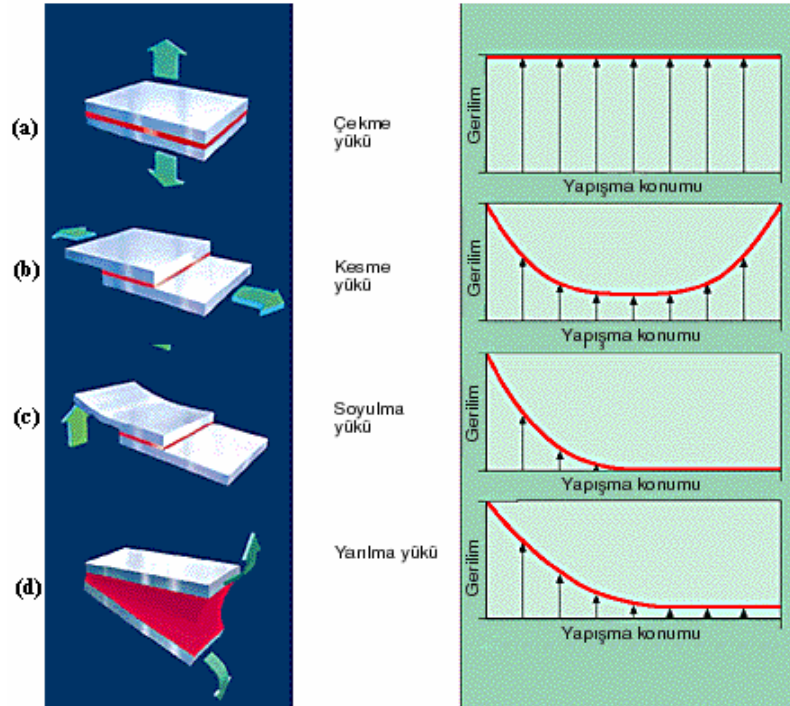 (a)
Çekme
yükü
Gerilim
Yapışma konumu
(b)
Kesme
yükü
Gerilim
Yapışma konumu
(c)
Soyulma
yükü
Gerilim
Yapışma konumu
(d)
Yarılma yükü
Gerilim
Yapışma konumu